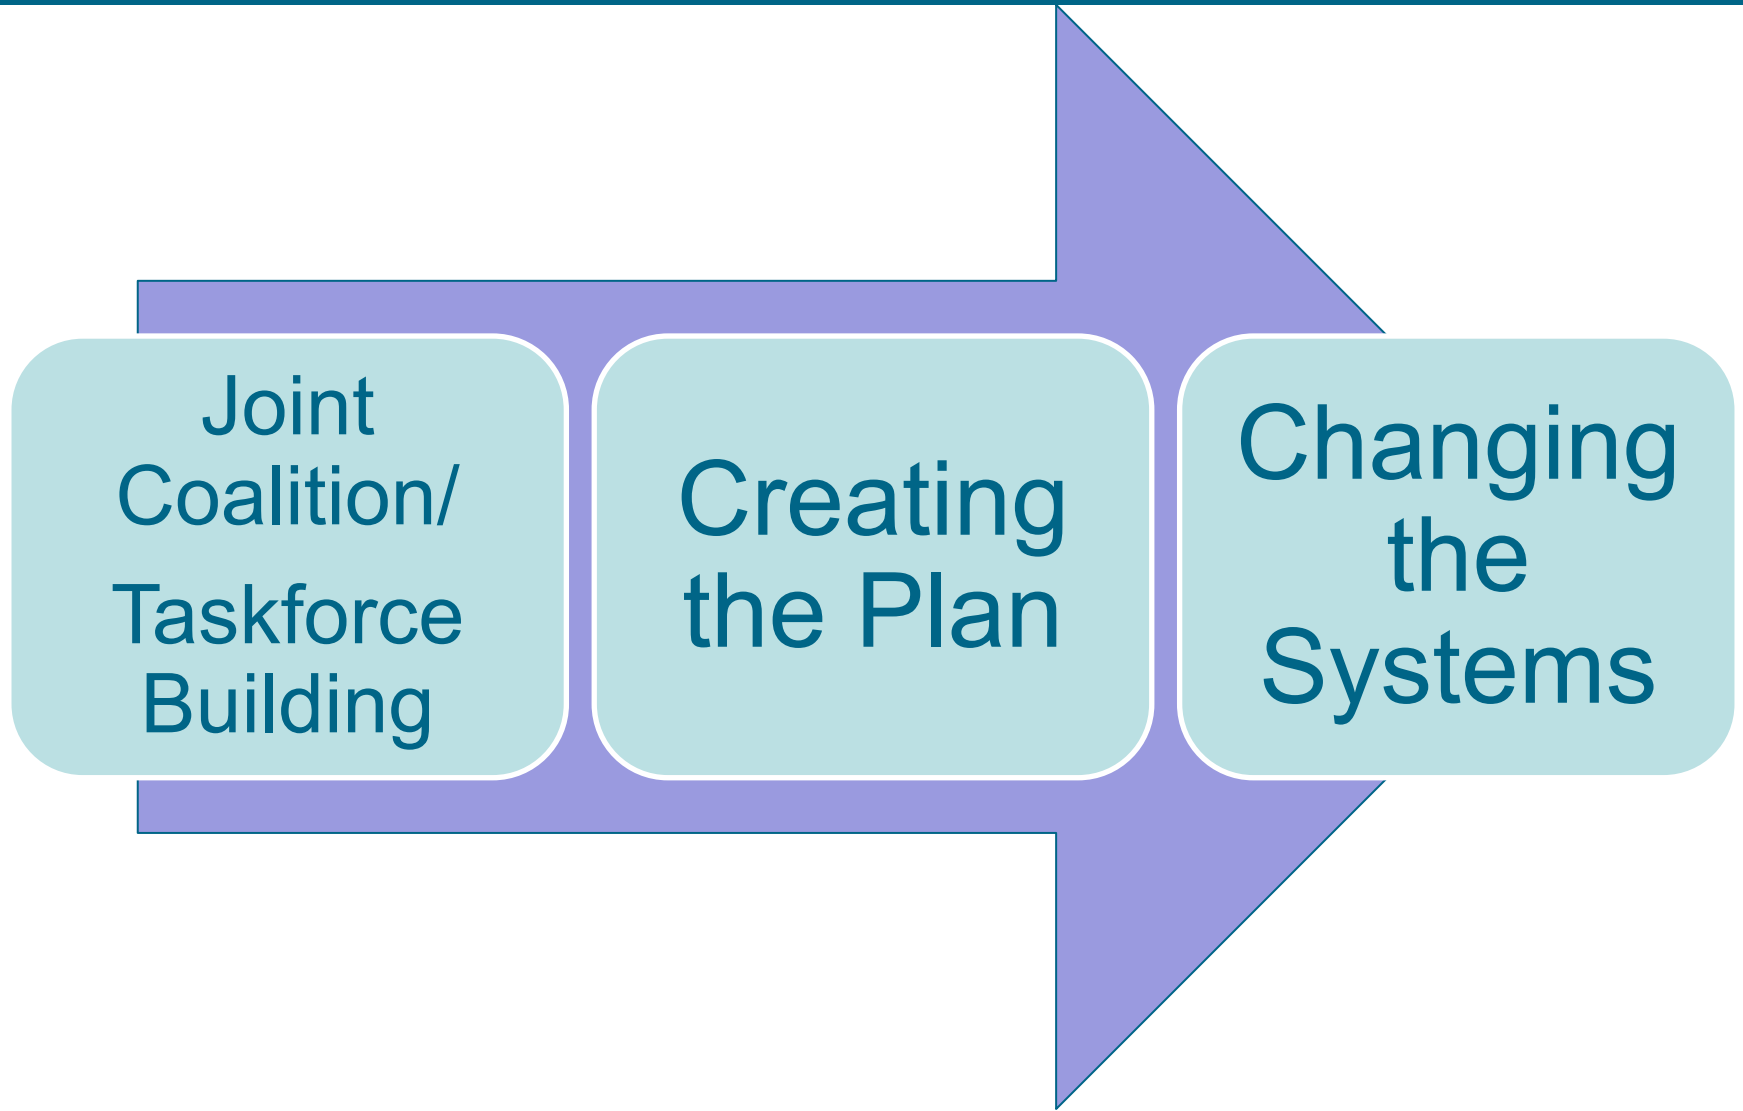 Joint
Coalition/
Taskforce
Building
Creating
the Plan
Changing
the
Systems